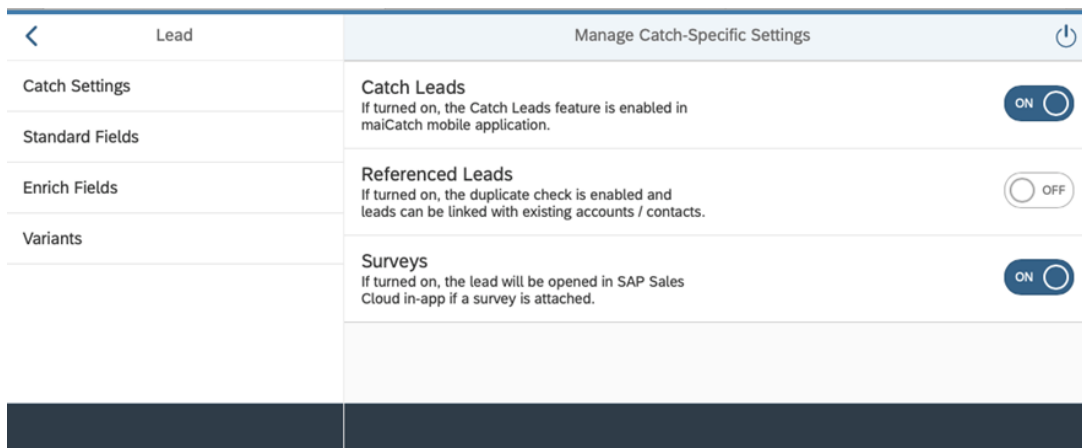 Lead
Manage Catch-Specific Settings
Catch Settings
Standard Fields
Enrich Fields
Variants
Catch Leads
If turned on, the Catch Leads feature is enabled in
maiCatch mobile application.
ON
Referenced Leads
If turned on, the duplicate check is enabled and
leads can be linked with existing accounts / contacts.
OFF
Surveys
If turned on, the lead will be opened in SAP Sales
Cloud in-app if a survey is attached.
ON